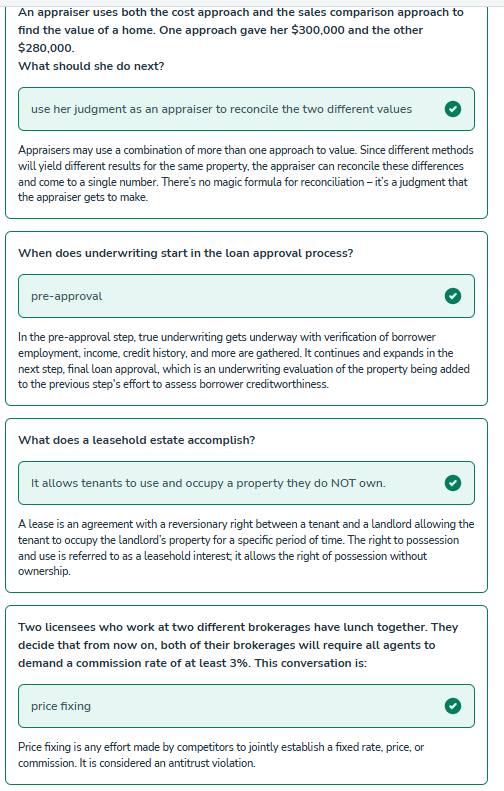 An appraiser uses both the cost approach and the sales comparison approach to
find the value of a home. One approach gave her $300,000 and the other
$280,000.
What should she do next?
use her judgment as an appraiser to reconcile the two different values
Appraisers may use a combination of more than one approach to value. Since different methods
will yield different results for the same property, the appraiser can reconcile these differences
and come to a single number. There's no magic formula for reconciliation – it's a judgment that
the appraiser gets to make.
When does underwriting start in the loan approval process?
pre-approval
In the pre-approval step, true underwriting gets underway with verification of borrower
employment, income, credit history, and more are gathered. It continues and expands in the
next step, final loan approval, which is an underwriting evaluation of the property being added
to the previous step's effort to assess borrower creditworthiness.
What does a leasehold estate accomplish?
It allows tenants to use and occupy a property they do NOT own.
A lease is an agreement with a reversionary right between a tenant and a landlord allowing the
tenant to occupy the landlord's property for a specific period of time. The right to possession
and use is referred to as a leasehold interest; it allows the right of possession without
ownership.
Two licensees who work at two different brokerages have lunch together. They
decide that from now on, both of their brokerages will require all agents to
demand a commission rate of at least 3%. This conversation is:
price fixing
Price fixing is any effort made by competitors to jointly establish a fixed rate, price, or
commission. It is considered an antitrust violation.